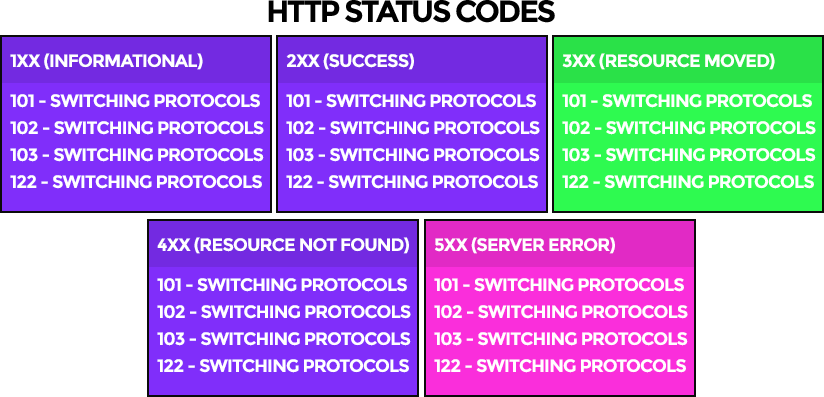 HTTP STATUS CODES
1XX (INFORMATIONAL)
101 - SWITCHING PROTOCOLS
102 - SWITCHING PROTOCOLS
103 - SWITCHING PROTOCOLS
122 - SWITCHING PROTOCOLS
2XX (SUCCESS)
101 - SWITCHING PROTOCOLS
102 - SWITCHING PROTOCOLS
103 - SWITCHING PROTOCOLS
122 - SWITCHING PROTOCOLS
3XX (RESOURCE MOVED)
101 - SWITCHING PROTOCOLS
102 - SWITCHING PROTOCOLS
103 - SWITCHING PROTOCOLS
122 - SWITCHING PROTOCOLS
4XX (RESOURCE NOT FOUND)
101 - SWITCHING PROTOCOLS
102 - SWITCHING PROTOCOLS
103 - SWITCHING PROTOCOLS
122 - SWITCHING PROTOCOLS
5XX (SERVER ERROR)
101 - SWITCHING PROTOCOLS
102 - SWITCHING PROTOCOLS
103 - SWITCHING PROTOCOLS
122 - SWITCHING PROTOCOLS